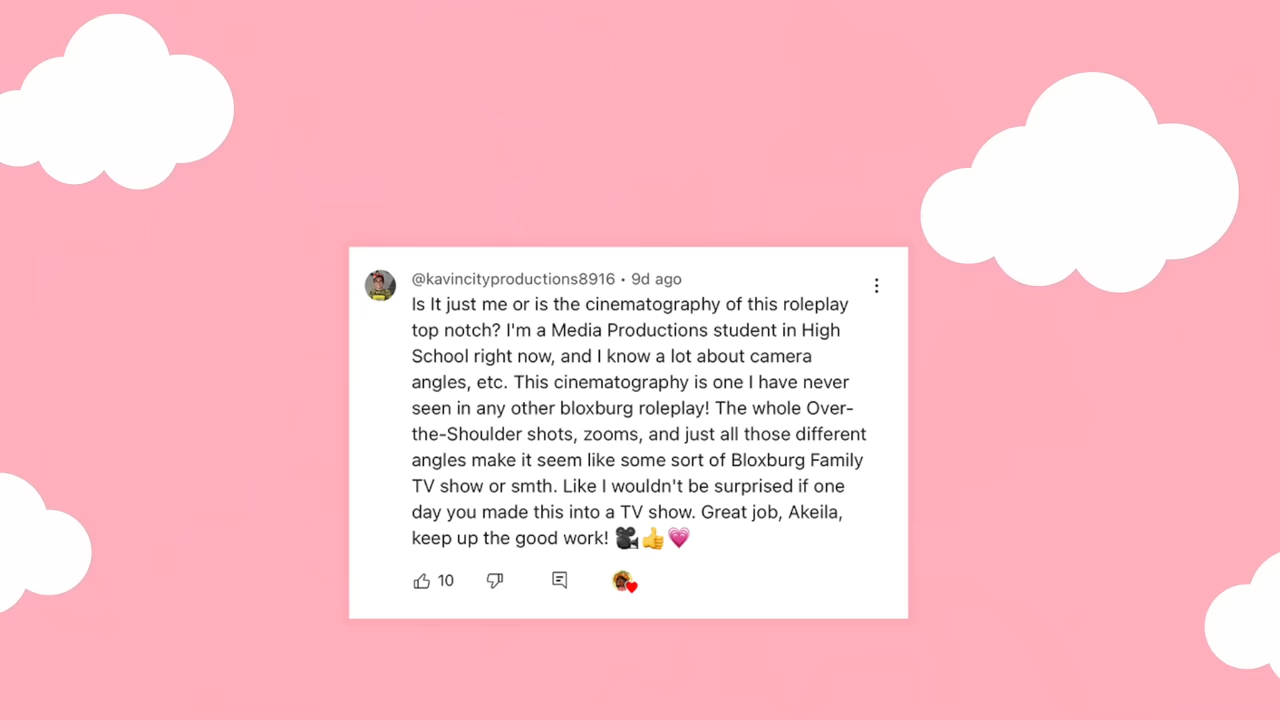 @kavincityproductions8916 • 9d ago
Is It just me or is the cinematography of this roleplay
top notch? I'm a Media Productions student in High
School right now, and I know a lot about camera
angles, etc. This cinematography is one I have never
seen in any other bloxburg roleplay! The whole Over-
the-Shoulder shots, zooms, and just all those different
angles make it seem like some sort of Bloxburg Family
TV show or smth. Like I wouldn't be surprised if one
day you made this into a TV show. Great job, Akeila,
keep up the good work! 🎥👍💗
10